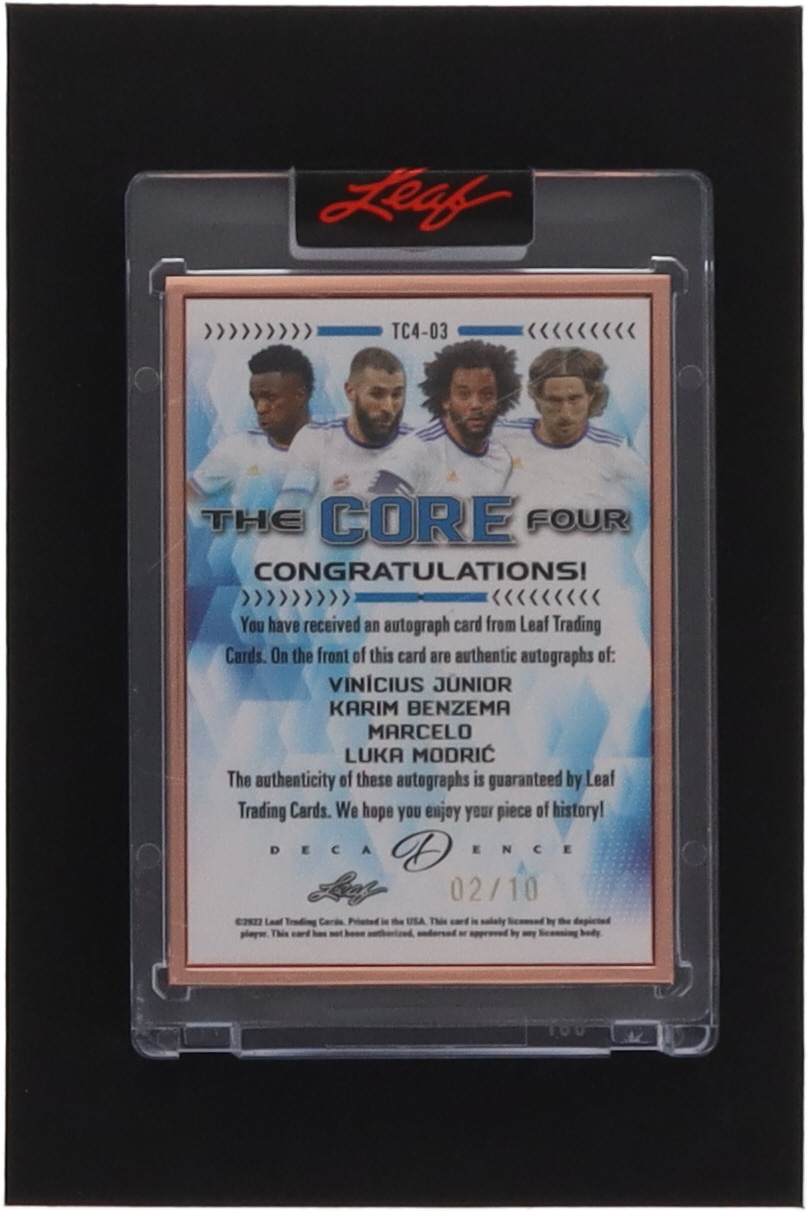 Leaf
TC4-03
THE CORE FOUR
CONGRATULATIONS!
You have received an autograph card from Leaf Trading
Cards. On the front of this card are authentic autographs of:
VINÍCIUS JÚNIOR
KARIM BENZEMA
MARCELO
LUKA MODRIĆ
The authenticity of these autographs is guaranteed by Leaf
Trading Cards. We hope you enjoy your piece of history!
DECADENCE
Leaf 02/10
©2022 Leaf Trading Cards. Printed in the USA. This card is solely licensed by the depicted
player. This card has not been authorized, endorsed or approved by any licensing body.